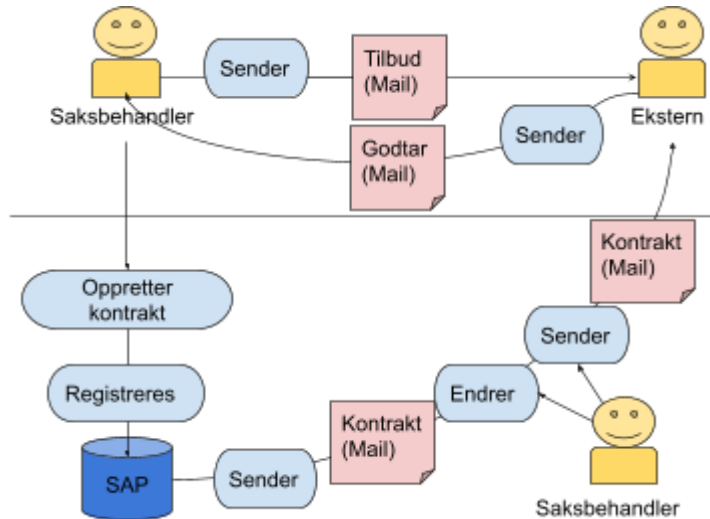 Sender
Tilbud
(Mail)
Saksbehandler
Ekstern
Godtar
(Mail)
Sender
Kontrakt
(Mail)
Oppretter
kontrakt
Sender
Registreres
Endrer
Kontrakt
(Mail)
SAP
Sender
Saksbehandler